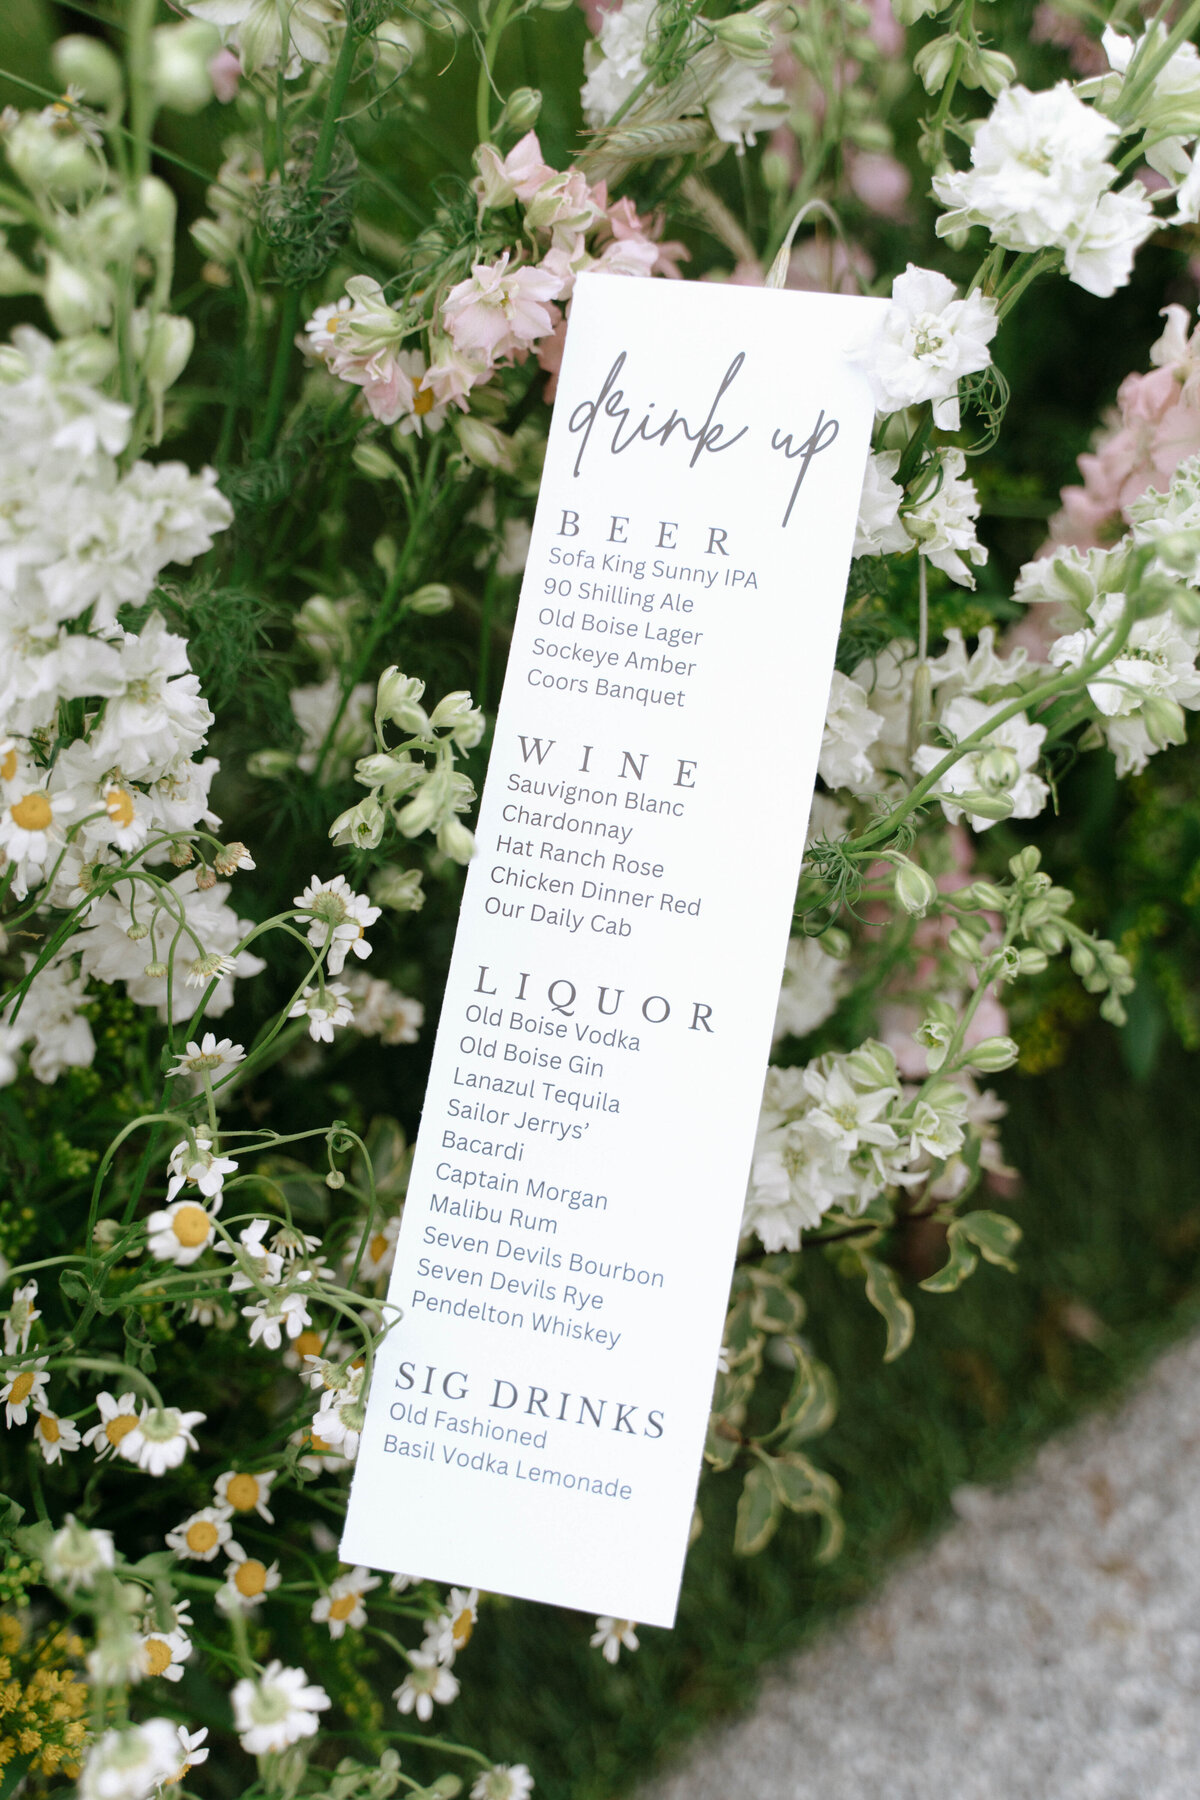 drink up
BEER
Sofa King Sunny IPA
90 Shilling Ale
Old Boise Lager
Sockeye Amber
Coors Banquet
WINE
Sauvignon Blanc
Chardonnay
Hat Ranch Rose
Chicken Dinner Red
Our Daily Cab
LIQUOR
Old Boise Vodka
Old Boise Gin
Lanazul Tequila
Sailor Jerrys’
Bacardi
Captain Morgan
Malibu Rum
Seven Devils Bourbon
Seven Devils Rye
Pendelton Whiskey
SIG DRINKS
Old Fashioned
Basil Vodka Lemonade